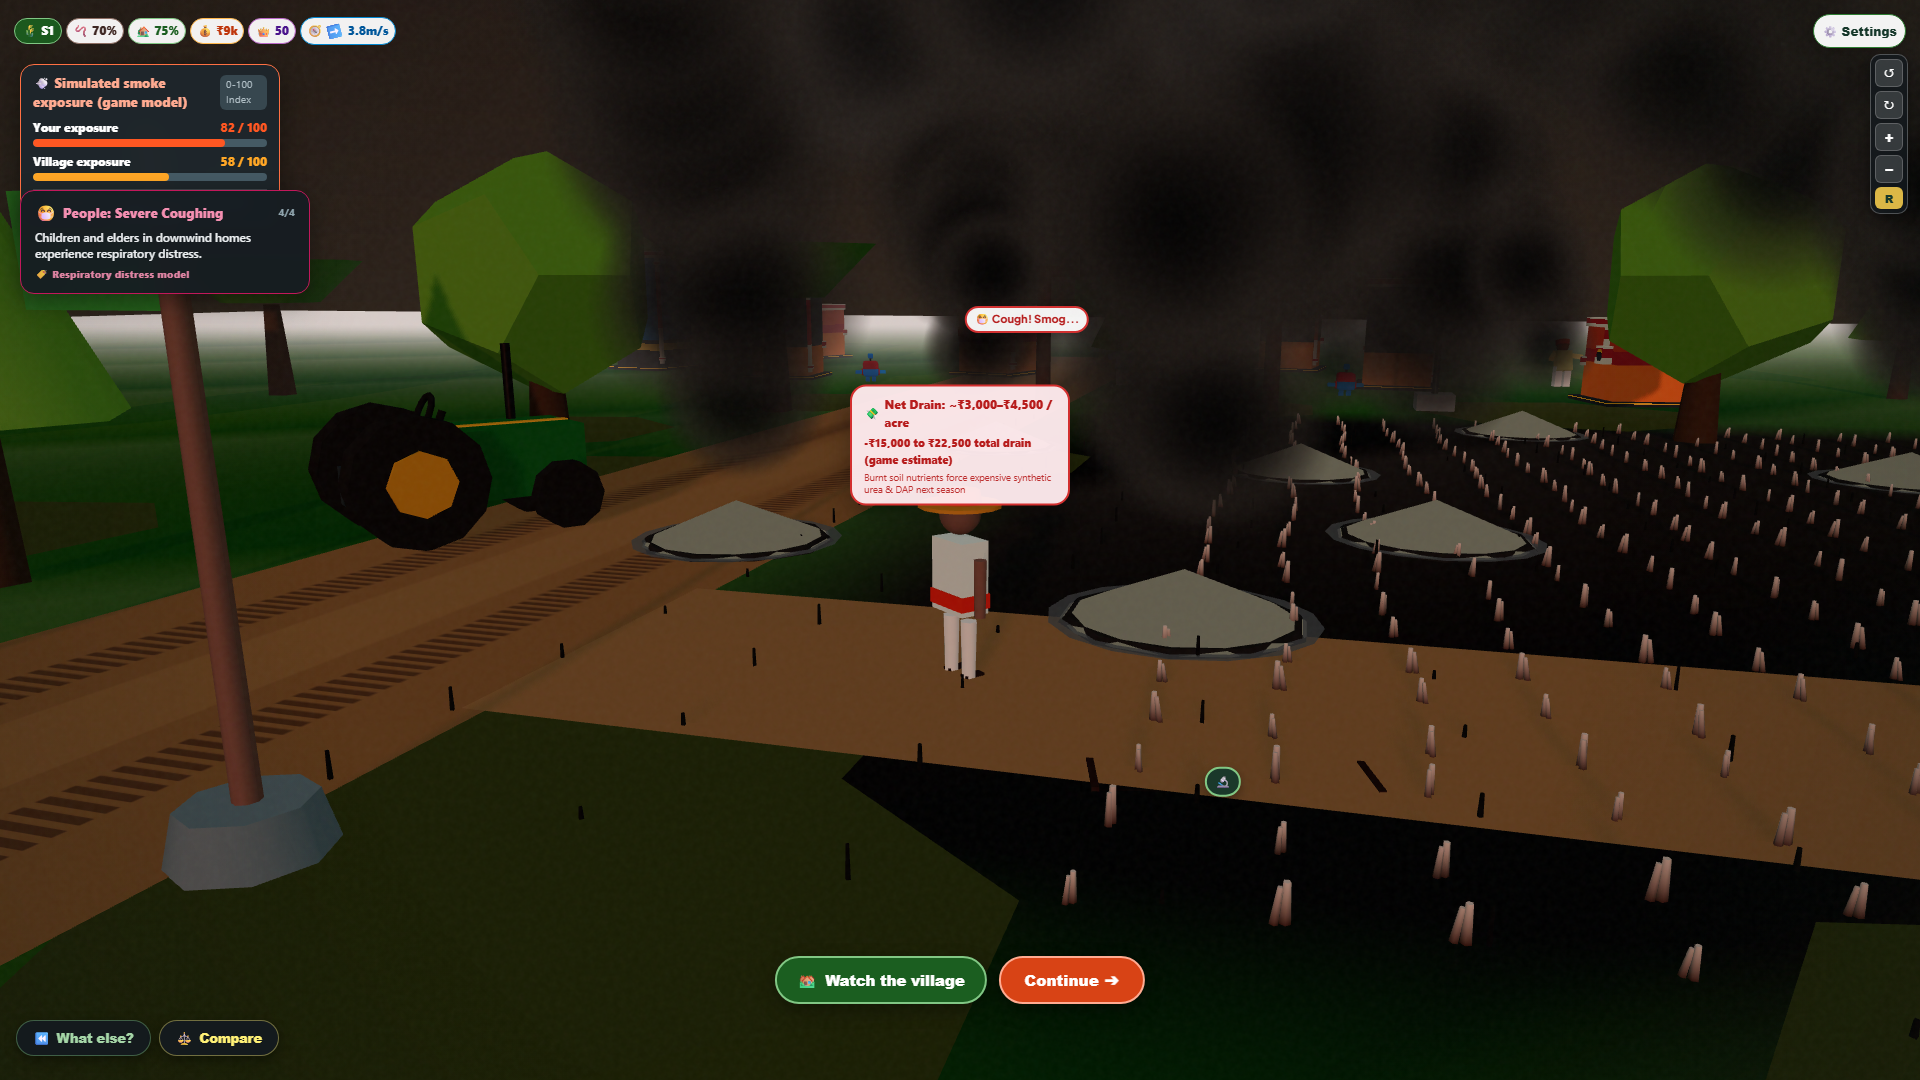 S1
70%
75%
₹9k
50
3.8m/s
Settings
Simulated smoke
exposure (game model)
0-100
Index
Your exposure
82 / 100
Village exposure
58 / 100
People: Severe Coughing
4/4
Children and elders in downwind homes
experience respiratory distress.
Respiratory distress model
↺
↻
+
−
R
Cough! Smog...
Net Drain: ~₹3,000–₹4,500 /
acre
-₹15,000 to ₹22,500 total drain
(game estimate)
Burnt soil nutrients force expensive synthetic
urea & DAP next season
Watch the village
Continue ➔
What else?
Compare